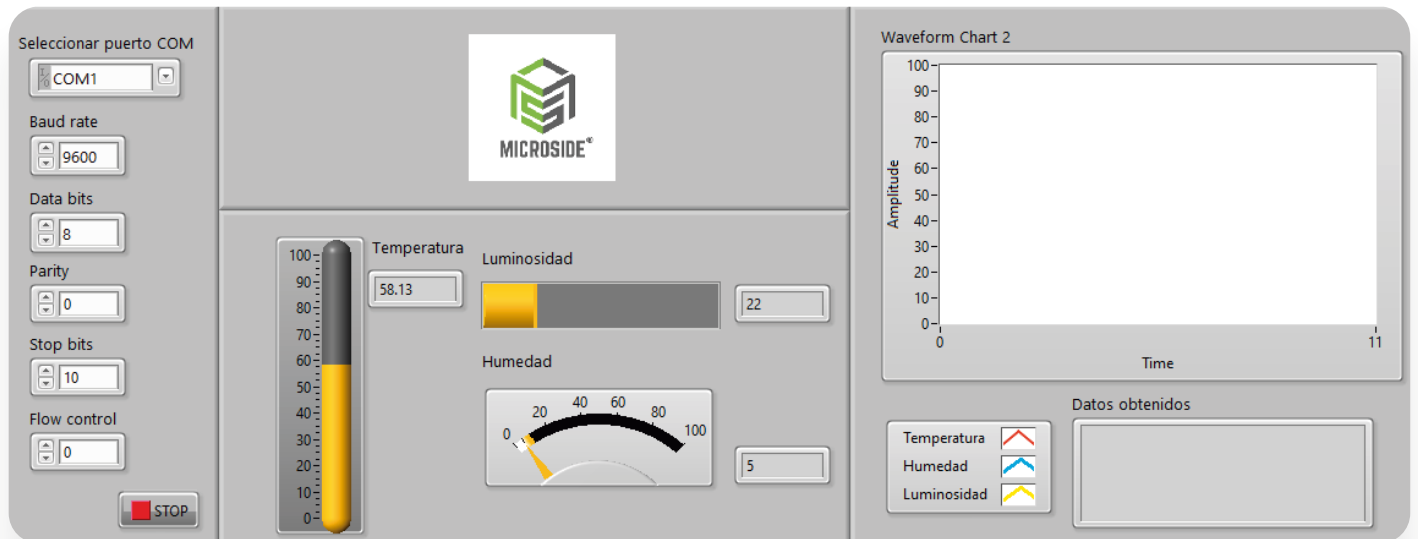 Seleccionar puerto COM
COM1
Baud rate
9600
Data bits
8
Parity
0
Stop bits
10
Flow control
0
STOP
MICROSIDE®
100
90
80
70
60
50
40
30
20
10
0
Temperatura
58.13
Luminosidad
22
Humedad
0 20 40 60 80 100
5
Waveform Chart 2
Amplitude
100
90
80
70
60
50
40
30
20
10
0
0 11
Time
Temperatura
Humedad
Luminosidad
Datos obtenidos